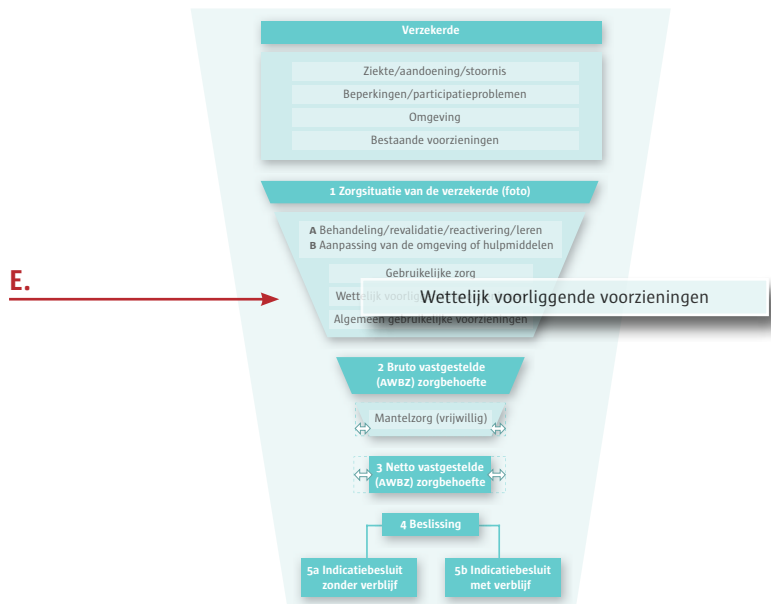 Verzekerde
Ziekte/aandoening/stoornis
Beperkingen/participatieproblemen
Omgeving
Bestaande voorzieningen
1 Zorgsituatie van de verzekerde (foto)
A Behandeling/revalidatie/reactivering/leren
B Aanpassing van de omgeving of hulpmiddelen
Gebruikelijke zorg
E.
Wettelijk voorliggende voorzieningen
Algemeen gebruikelijke voorzieningen
2 Bruto vastgestelde
(AWBZ) zorgbehoefte
Mantelzorg (vrijwillig)
3 Netto vastgestelde
(AWBZ) zorgbehoefte
4 Beslissing
5a Indicatiebesluit
zonder verblijf
5b Indicatiebesluit
met verblijf